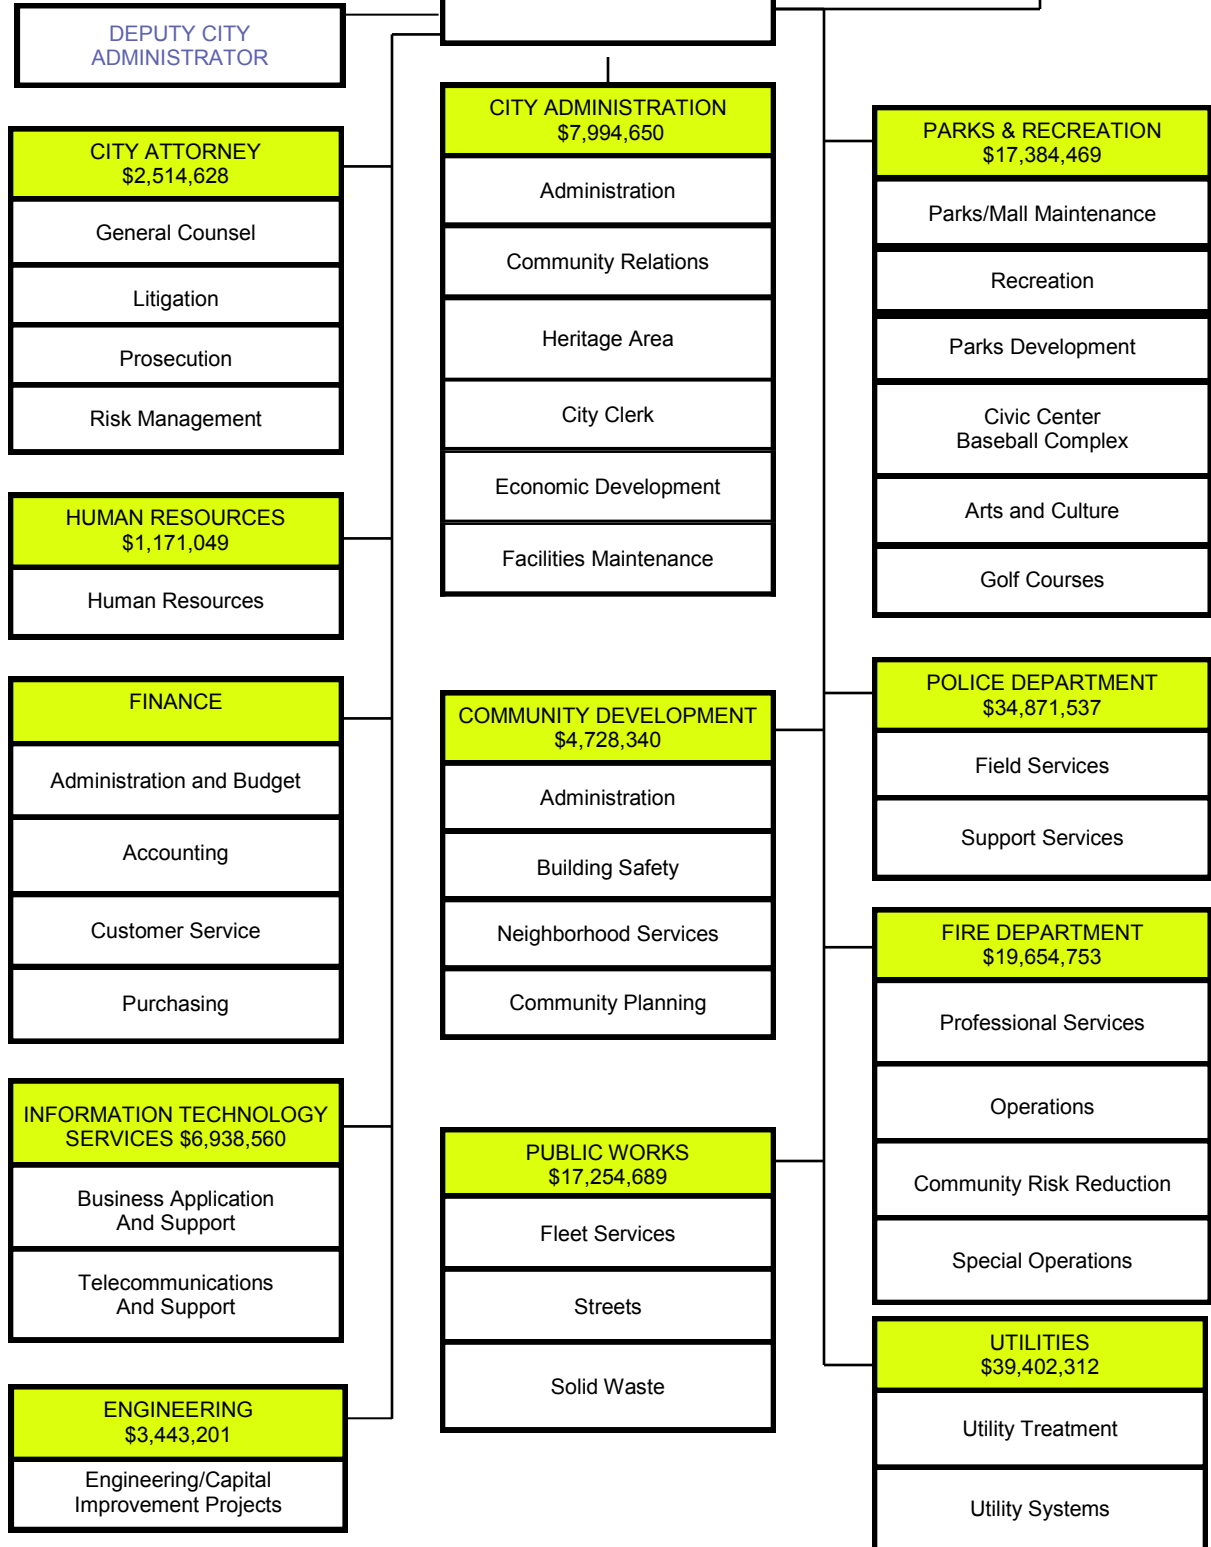 DEPUTY CITY
ADMINISTRATOR
CITY ATTORNEY
$2,514,628
General Counsel
Litigation
Prosecution
Risk Management
HUMAN RESOURCES
$1,171,049
Human Resources
FINANCE
Administration and Budget
Accounting
Customer Service
Purchasing
INFORMATION TECHNOLOGY
SERVICES $6,938,560
Business Application
And Support
Telecommunications
And Support
ENGINEERING
$3,443,201
Engineering/Capital
Improvement Projects
CITY ADMINISTRATION
$7,994,650
Administration
Community Relations
Heritage Area
City Clerk
Economic Development
Facilities Maintenance
COMMUNITY DEVELOPMENT
$4,728,340
Administration
Building Safety
Neighborhood Services
Community Planning
PUBLIC WORKS
$17,254,689
Fleet Services
Streets
Solid Waste
PARKS & RECREATION
$17,384,469
Parks/Mall Maintenance
Recreation
Parks Development
Civic Center
Baseball Complex
Arts and Culture
Golf Courses
POLICE DEPARTMENT
$34,871,537
Field Services
Support Services
FIRE DEPARTMENT
$19,654,753
Professional Services
Operations
Community Risk Reduction
Special Operations
UTILITIES
$39,402,312
Utility Treatment
Utility Systems